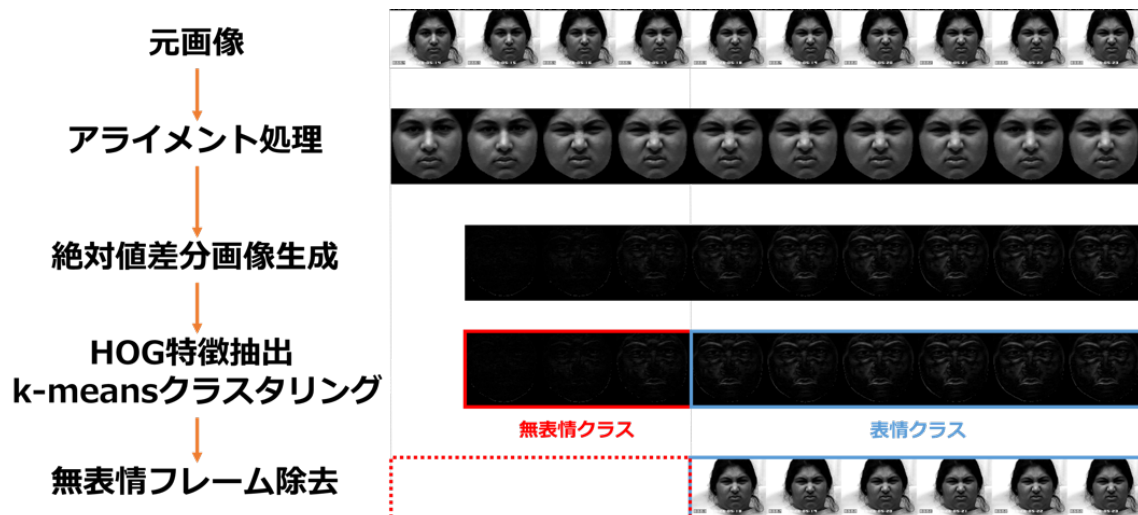 元画像
アライメント処理
絶対値差分画像生成
HOG特徴抽出
k-meansクラスタリング
無表情クラス
表情クラス
無表情フレーム除去